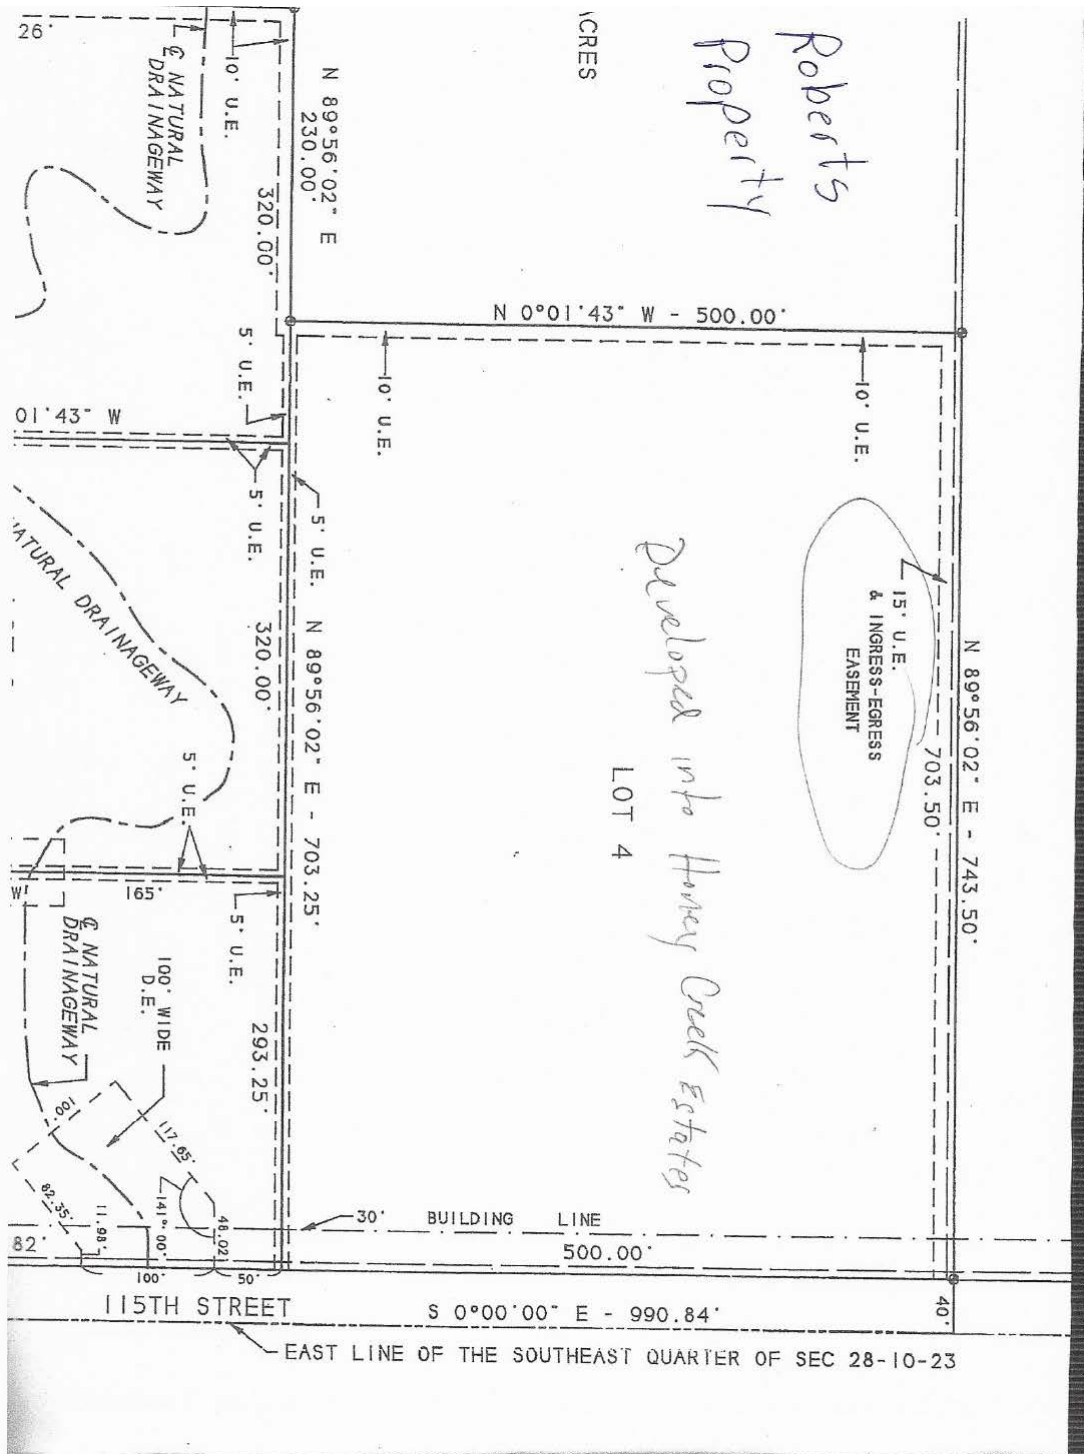 26'
℄ NATURAL
DRAINAGEWAY
10' U.E.
N 89°56'02" E
230.00'
320.00'
ACRES
Roberts
Property
N 0°01'43" W - 500.00'
10' U.E.
10' U.E.
5' U.E.
01'43" W
5' U.E.
5' U.E.
N 89°56'02" E - 703.25'
320.00'
NATURAL DRAINAGEWAY
15' U.E.
& INGRESS-EGRESS
EASEMENT
N 89°56'02" E - 743.50'
703.50'
Developed into Honey Creek Estates
LOT 4
5' U.E.
W
165'
5' U.E.
℄ NATURAL
DRAINAGEWAY
100' WIDE
D.E.
293.25'
100'
117.65'
82.35'
11.98'
141°00'
48.02'
30' BUILDING LINE
82'
500.00'
100'
50'
40'
115TH STREET
S 0°00'00" E - 990.84'
EAST LINE OF THE SOUTHEAST QUARTER OF SEC 28-10-23